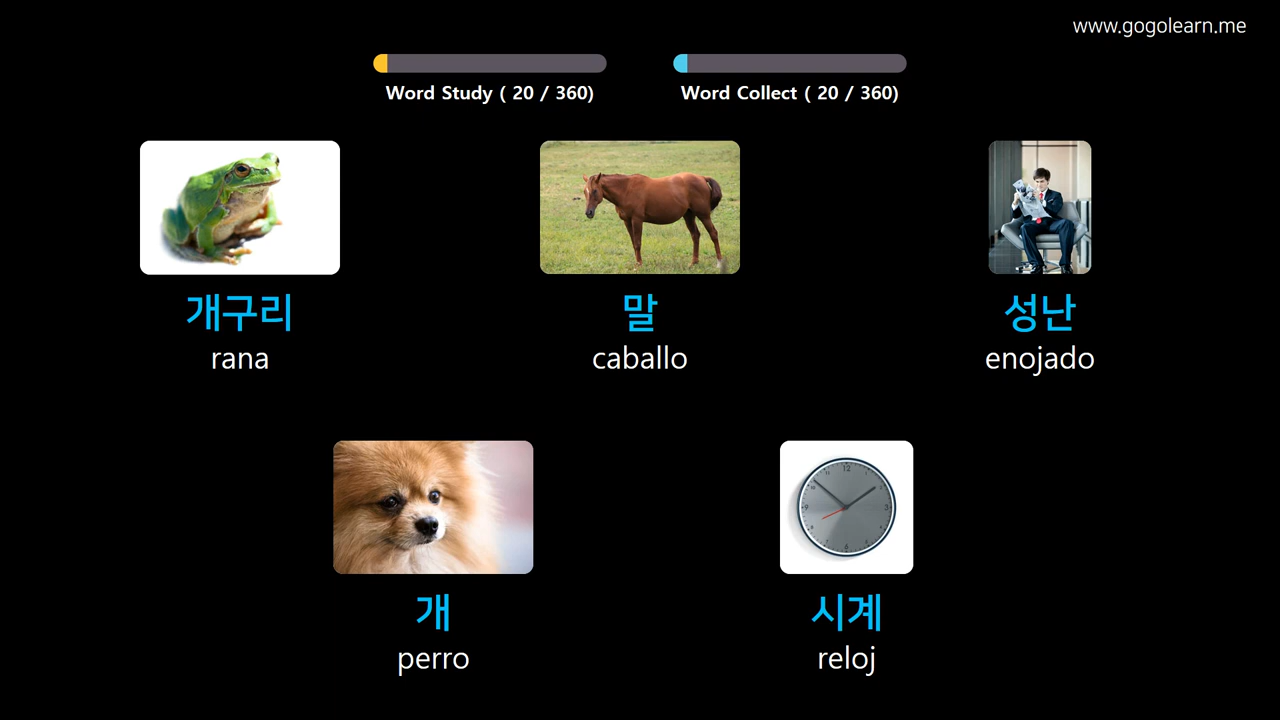 www.gogolearn.me
Word Study ( 20 / 360)
Word Collect ( 20 / 360)
개구리
rana
말
caballo
성난
enojado
개
perro
시계
reloj